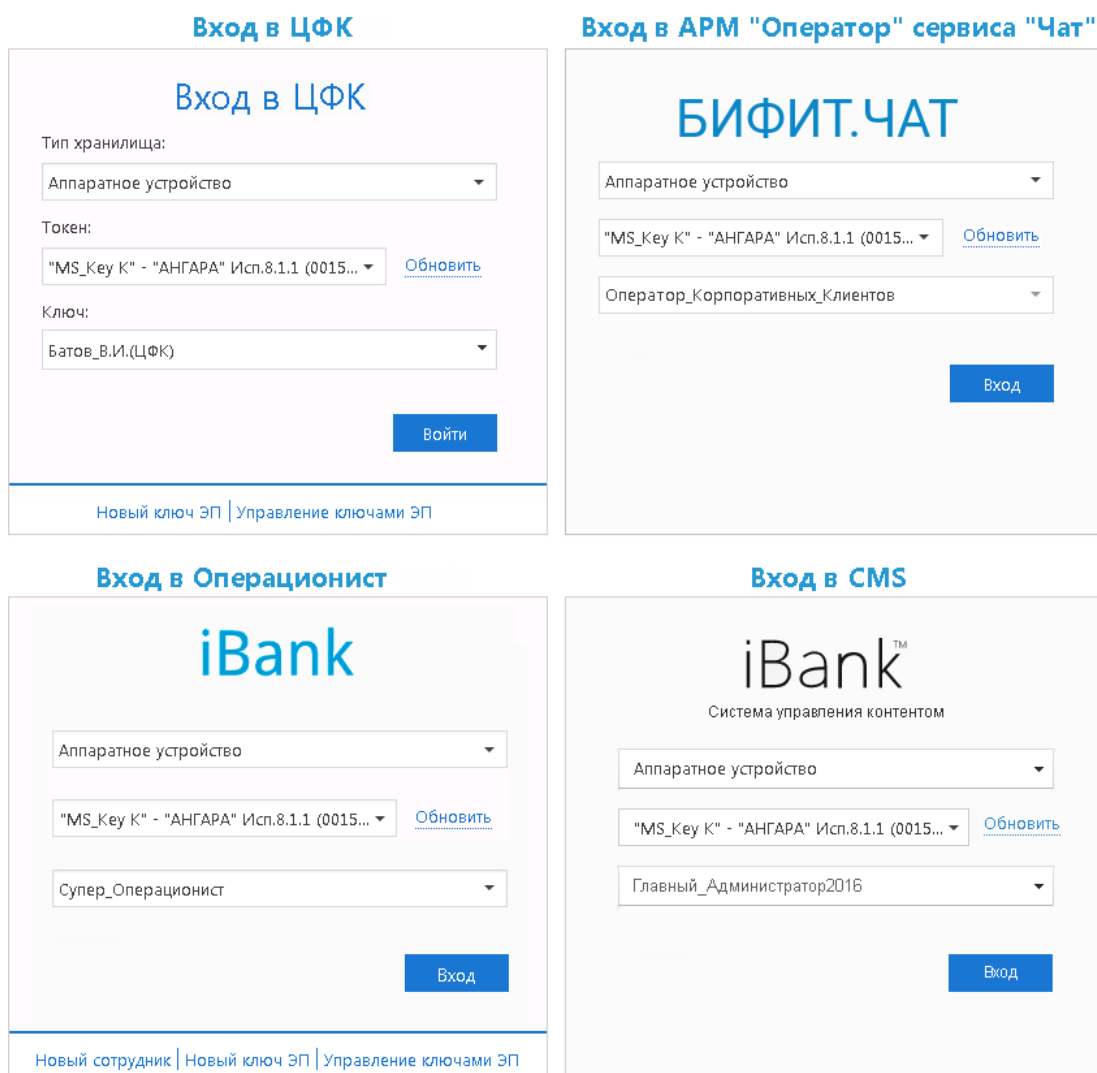 Вход в ЦФК
Вход в ЦФК
Тип хранилища:
Аппаратное устройство
Токен:
"MS_Key K" - "АНГАРА" Исп.8.1.1 (0015...
Обновить
Ключ:
Батов_В.И.(ЦФК)
Войти
Новый ключ ЭП | Управление ключами ЭП
Вход в АРМ "Оператор" сервиса "Чат"
БИФИТ.ЧАТ
Аппаратное устройство
"MS_Key K" - "АНГАРА" Исп.8.1.1 (0015...
Обновить
Оператор_Корпоративных_Клиентов
Вход
Вход в Операционист
iBank
Аппаратное устройство
"MS_Key K" - "АНГАРА" Исп.8.1.1 (0015...
Обновить
Супер_Операционист
Вход
Новый сотрудник | Новый ключ ЭП | Управление ключами ЭП
Вход в CMS
iBank™
Система управления контентом
Аппаратное устройство
"MS_Key K" - "АНГАРА" Исп.8.1.1 (0015...
Обновить
Главный_Администратор2016
Вход